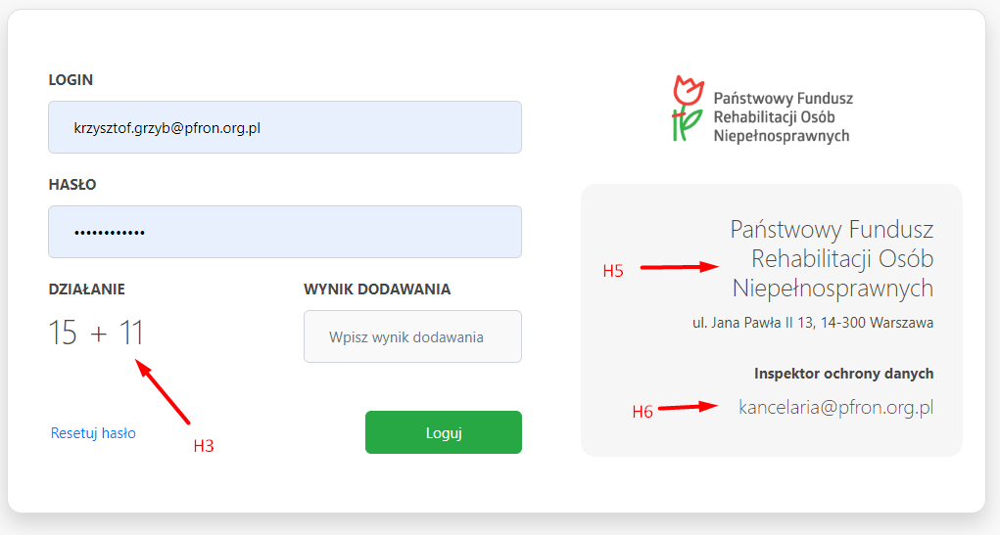 LOGIN
krzysztof.grzyb@pfron.org.pl
HASŁO
••••••••••••
DZIAŁANIE
15 + 11
WYNIK DODAWANIA
Wpisz wynik dodawania
Resetuj hasło
H3
Loguj
Państwowy Fundusz
Rehabilitacji Osób
Niepełnosprawnych
Państwowy Fundusz
Rehabilitacji Osób
Niepełnosprawnych
H5
ul. Jana Pawła II 13, 14-300 Warszawa
Inspektor ochrony danych
H6
kancelaria@pfron.org.pl